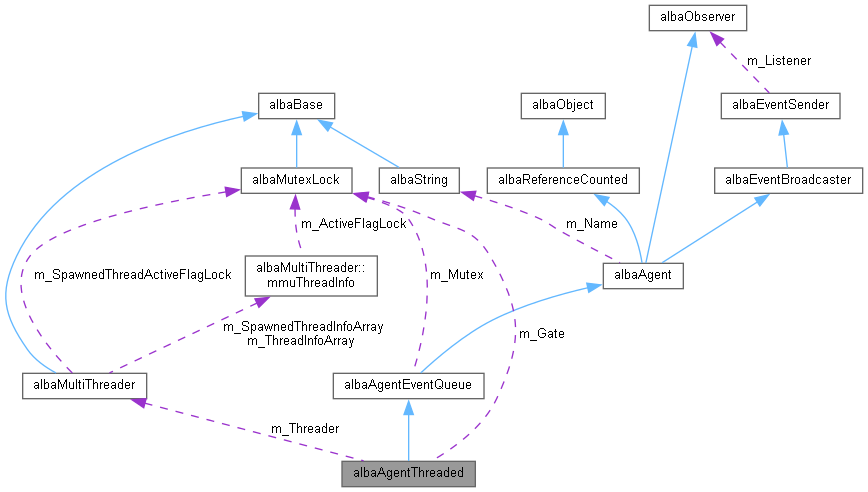 albaObserver
m_Listener
albaBase
albaObject
albaEventSender
albaMutexLock
albaString
albaReferenceCounted
albaEventBroadcaster
m_ActiveFlagLock
m_Name
m_SpawnedThreadActiveFlagLock
albaMultiThreader::
mmuThreadInfo
m_Mutex
albaAgent
m_SpawnedThreadInfoArray
m_ThreadInfoArray
m_Gate
albaMultiThreader
albaAgentEventQueue
m_Threader
albaAgentThreaded